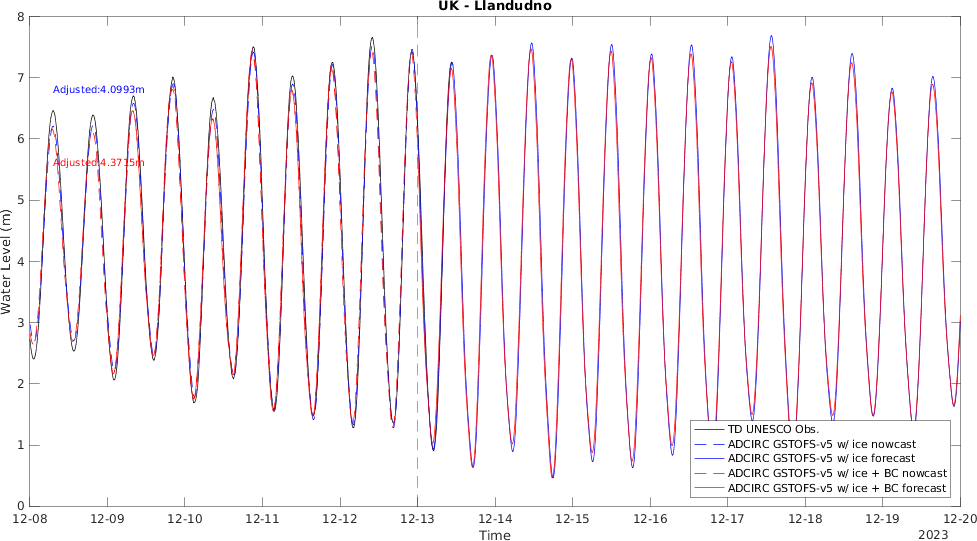 UK - Llandudno
8
7
6
5
4
3
2
1
0
Water Level (m)
Adjusted:4.0993m
Adjusted:4.3715m
TD UNESCO Obs.
ADCIRC GSTOFS-v5 w/ ice nowcast
ADCIRC GSTOFS-v5 w/ ice forecast
ADCIRC GSTOFS-v5 w/ ice + BC nowcast
ADCIRC GSTOFS-v5 w/ ice + BC forecast
12-08 12-09 12-10 12-11 12-12 12-13 12-14 12-15 12-16 12-17 12-18 12-19 12-20
Time
2023